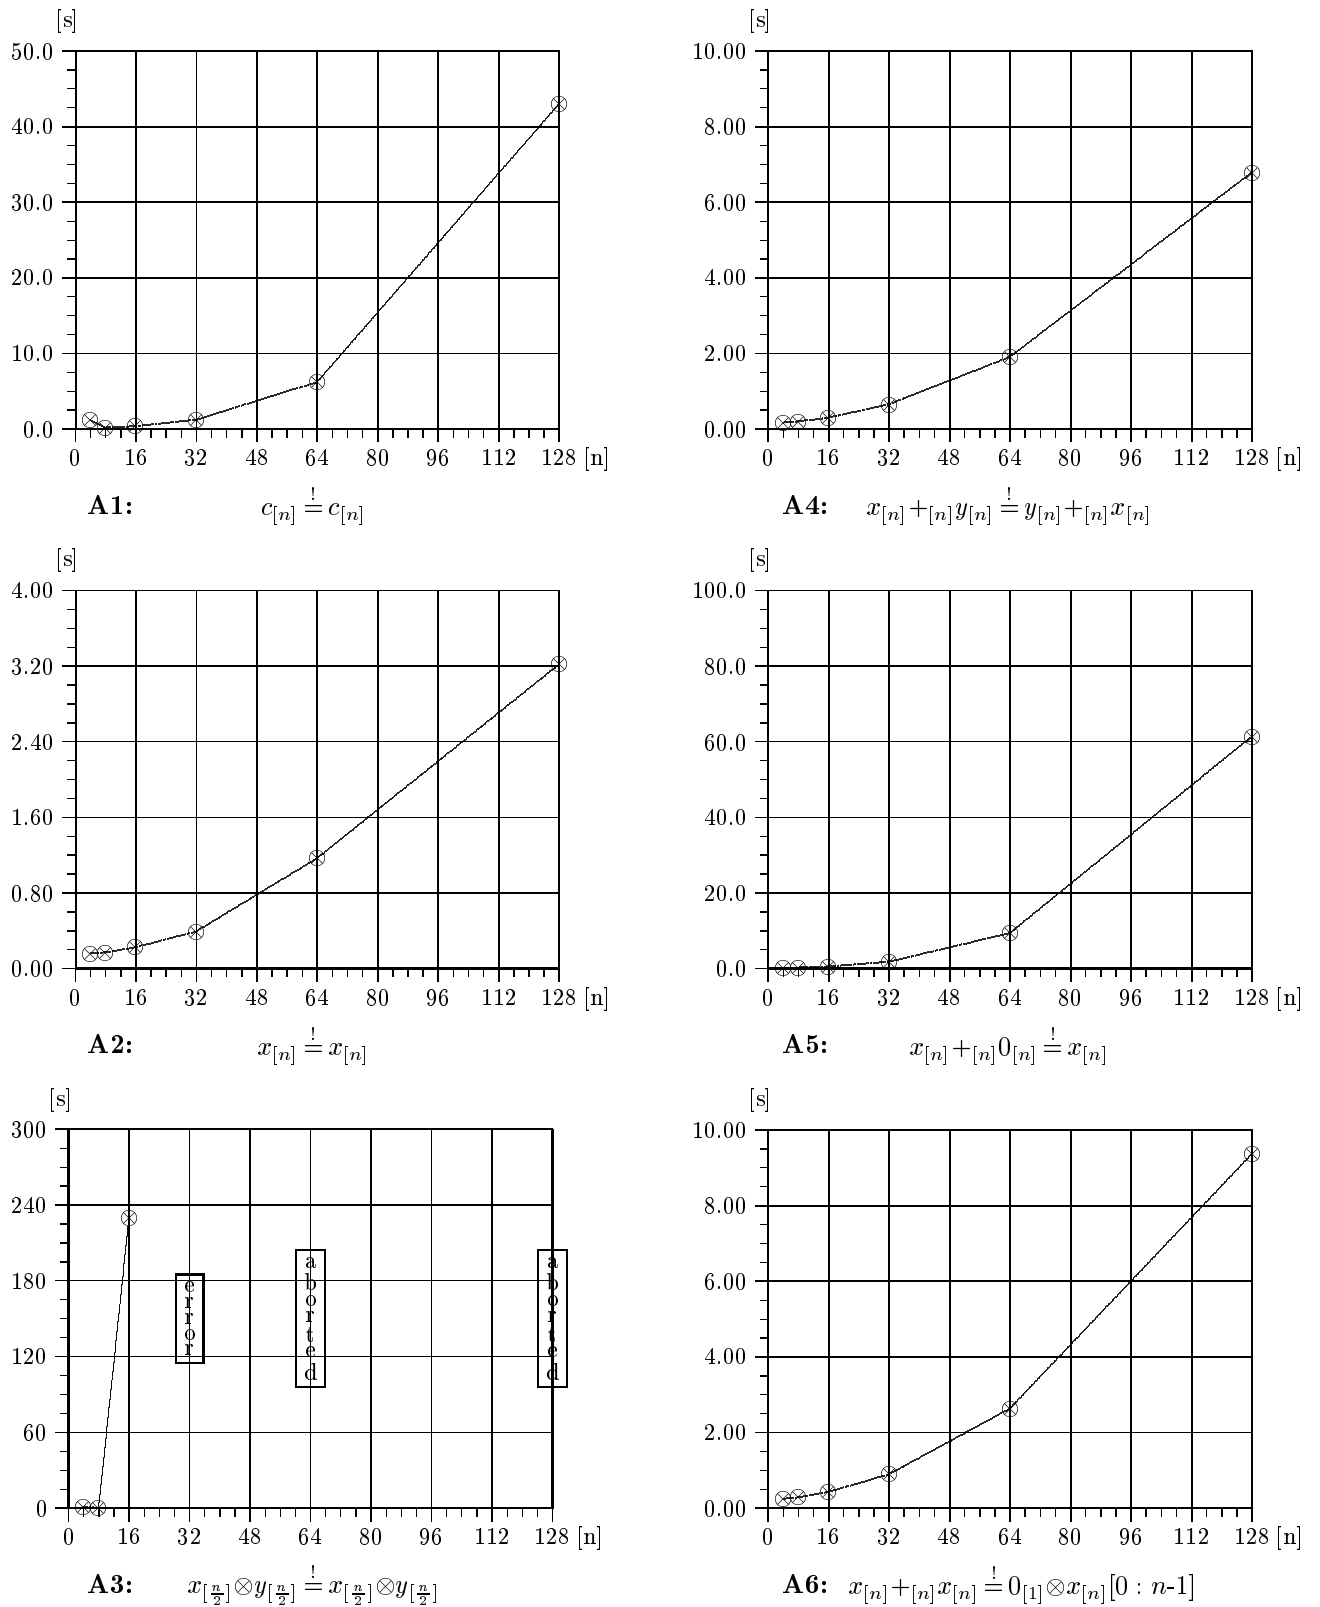 [s]
50.0
40.0
30.0
20.0
10.0
0.0
0 16 32 48 64 80 96 112 128 [n]
A1: c[n] =! c[n]
[s]
10.00
8.00
6.00
4.00
2.00
0.00
0 16 32 48 64 80 96 112 128 [n]
A4: x[n]+[n]y[n] =! y[n]+[n]x[n]
[s]
4.00
3.20
2.40
1.60
0.80
0.00
0 16 32 48 64 80 96 112 128 [n]
A2: x[n] =! x[n]
[s]
100.0
80.0
60.0
40.0
20.0
0.0
0 16 32 48 64 80 96 112 128 [n]
A5: x[n]+[n]0[n] =! x[n]
[s]
300
240
180
120
60
0
error
aborted
aborted
0 16 32 48 64 80 96 112 128 [n]
A3: x[n/2]⊗y[n/2] =! x[n/2]⊗y[n/2]
[s]
10.00
8.00
6.00
4.00
2.00
0.00
0 16 32 48 64 80 96 112 128 [n]
A6: x[n]+[n]x[n] =! 0[1]⊗x[n][0 : n-1]